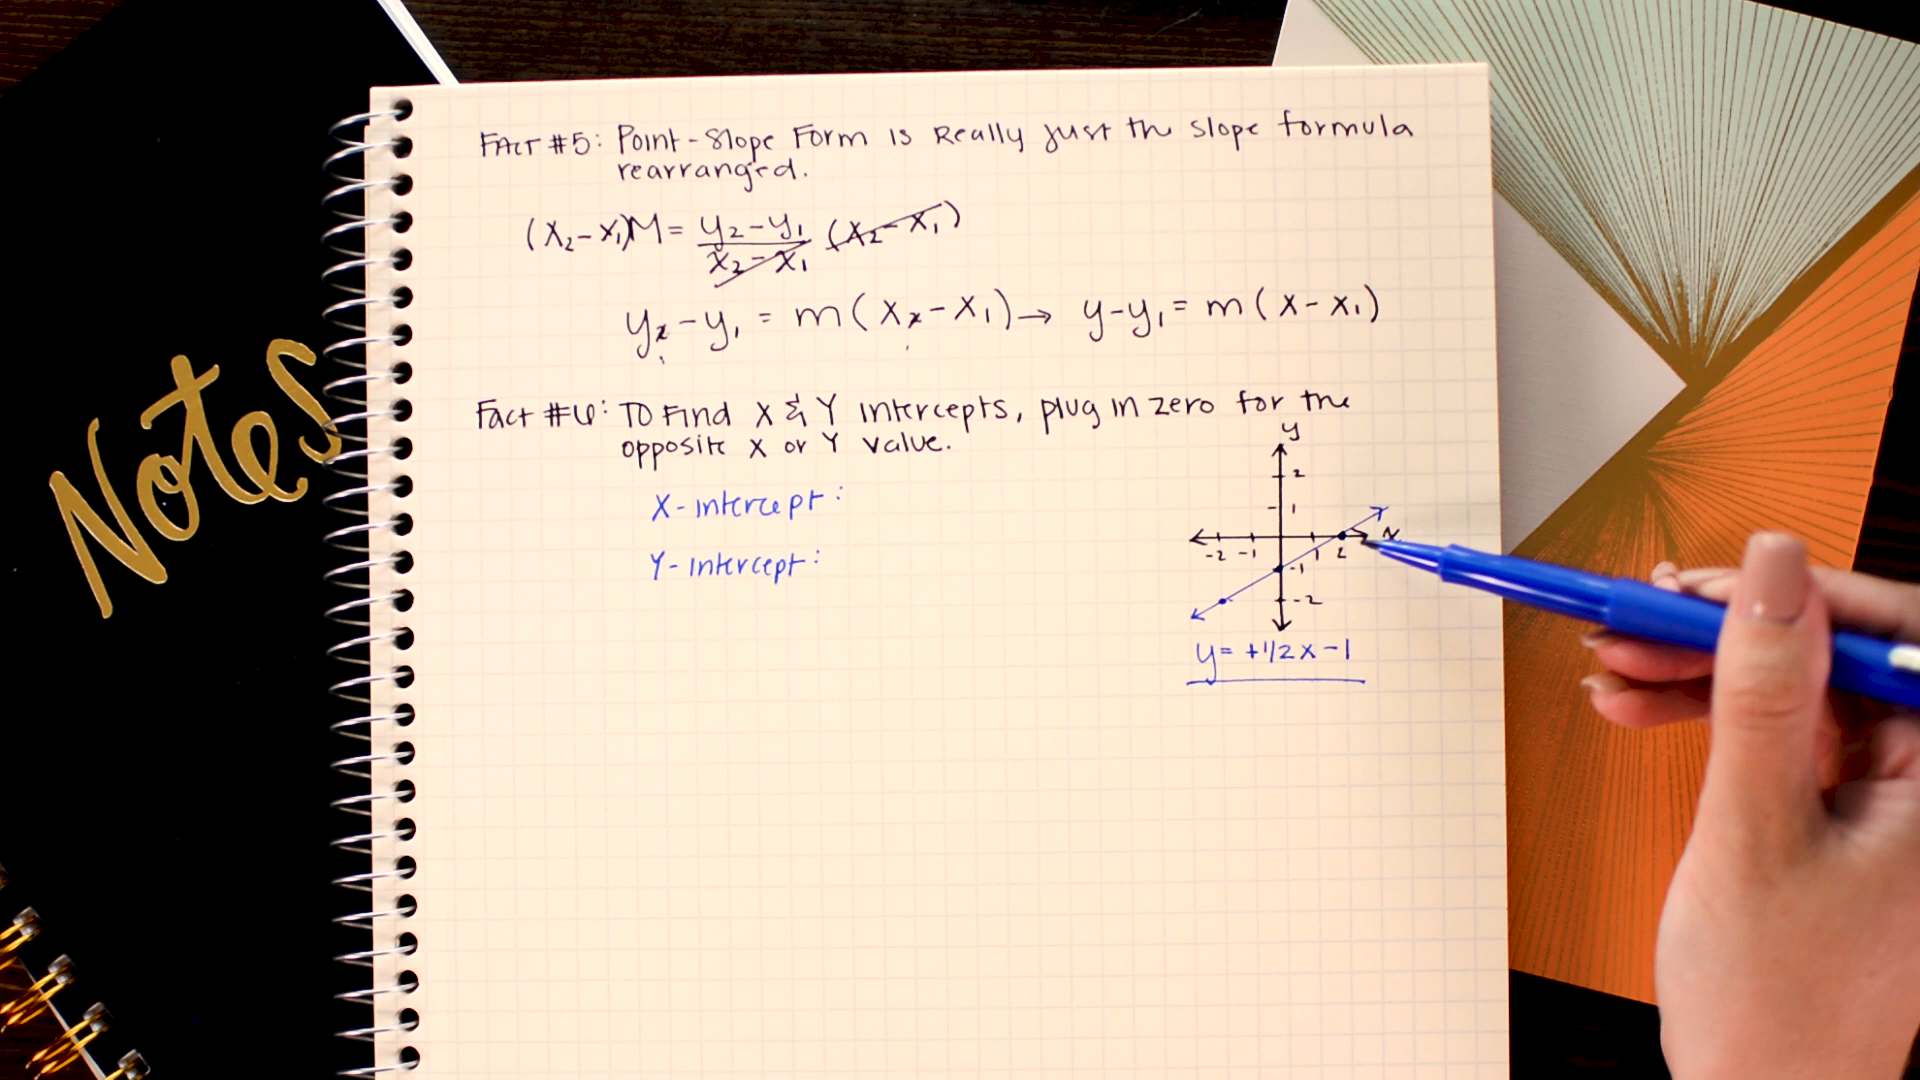 Notes
Fact #5: Point-Slope Form is Really Just the slope formula
rearranged.
(x₂-x₁)M = y₂-y₁/x₂-x₁ (x₂-x₁)
y₂-y₁ = m(x₂-x₁) → y-y₁ = m(x-x₁)
Fact #6: To Find X & Y Intercepts, plug in zero for the
opposite X or Y value.
X-intercept:
Y-intercept:
y
2
1
-2 -1 1 2 x
-1
-2
y = +1/2x-1